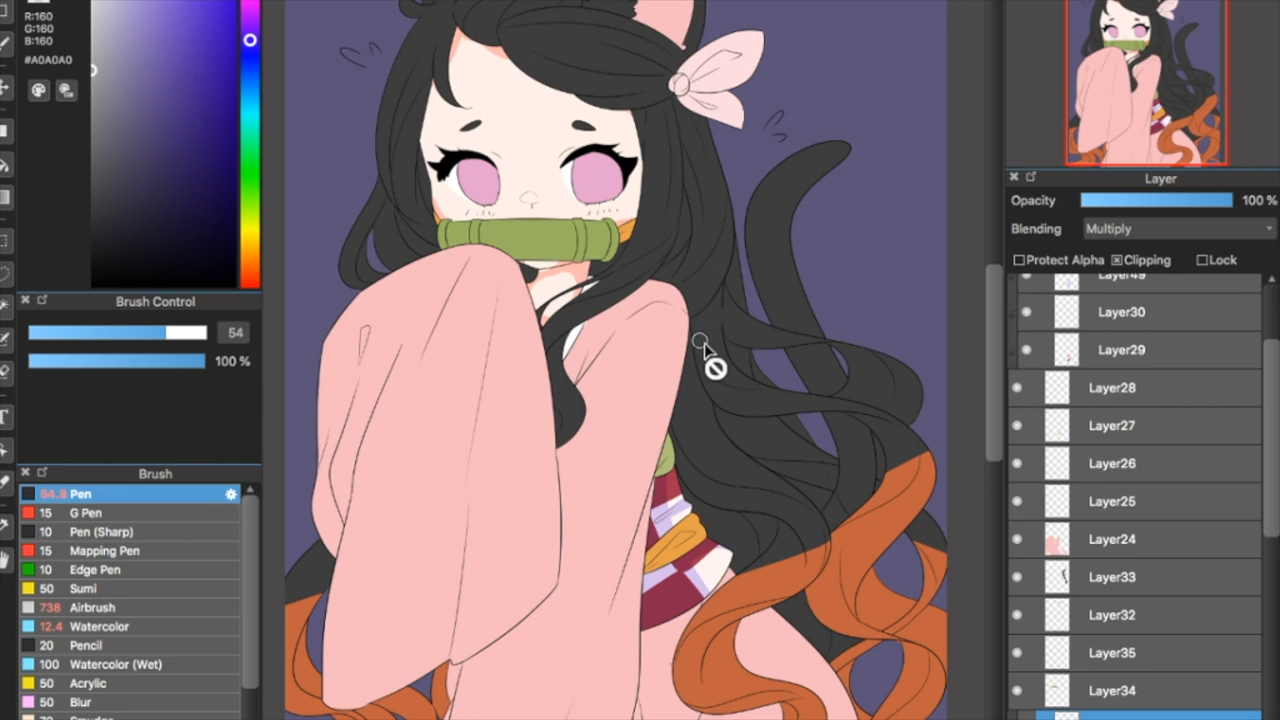 R:160
G:160
B:160
#A0A0A0
Brush Control
54
100 %
Brush
64.8 Pen
15 G Pen
10 Pen (Sharp)
15 Mapping Pen
10 Edge Pen
50 Sumi
738 Airbrush
12.4 Watercolor
20 Pencil
100 Watercolor (Wet)
50 Acrylic
50 Blur
Layer
Opacity 100 %
Blending Multiply
Protect Alpha Clipping Lock
Layer49
Layer30
Layer29
Layer28
Layer27
Layer26
Layer25
Layer24
Layer33
Layer32
Layer35
Layer34